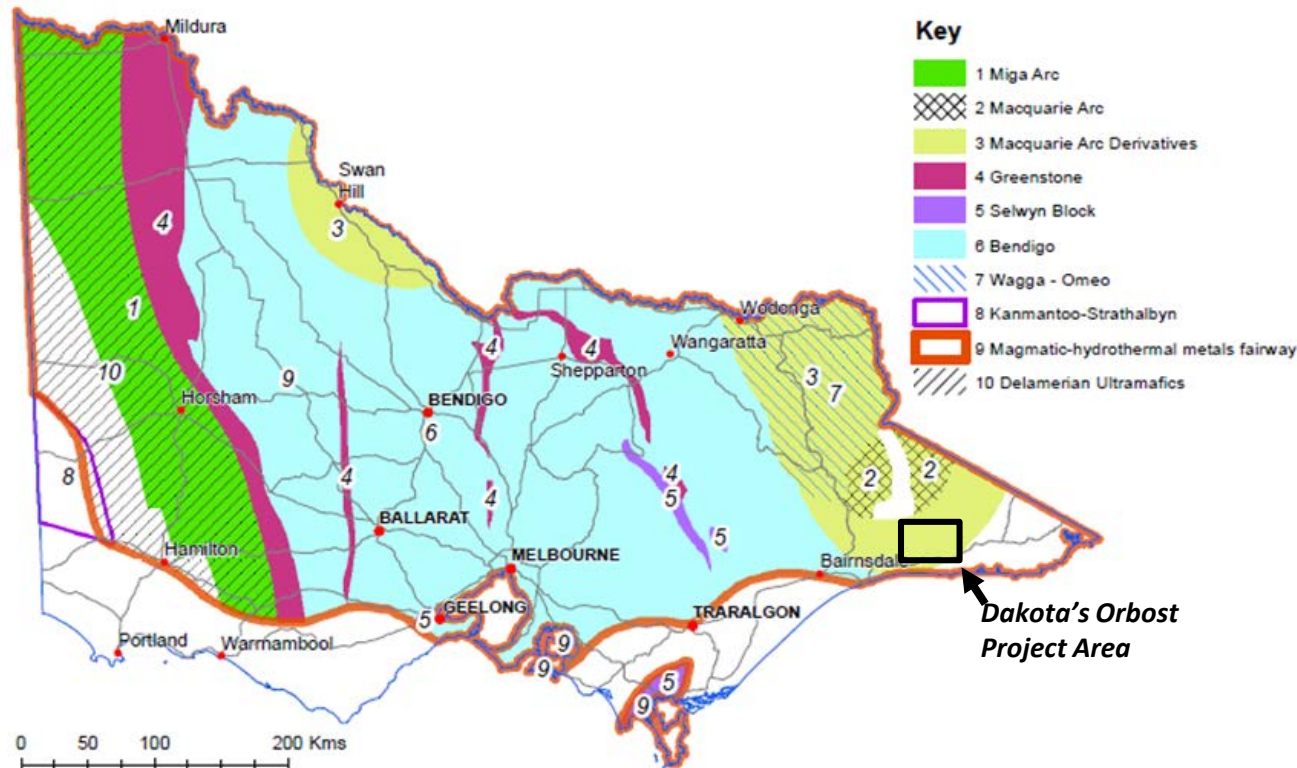 Mildura
Key
1 Miga Arc
2 Macquarie Arc
3 Macquarie Arc Derivatives
4 Greenstone
5 Selwyn Block
6 Bendigo
7 Wagga - Omeo
8 Kanmantoo-Strathalbyn
9 Magmatic-hydrothermal metals fairway
10 Delamerian Ultramafics
Swan
Hill
4
3
1
Wodonga
4
4
Wangaratta
Shepparton
10
9
3
7
Horsham
BENDIGO
6
8
4
4
4
5
2
2
BALLARAT
5
Hamilton
MELBOURNE
Bairnsdale
5
GEELONG
TRARALGON
Dakota's Orbost
Project Area
Portland
Warrnambool
9
9
5
9
0 50 100 200 Kms